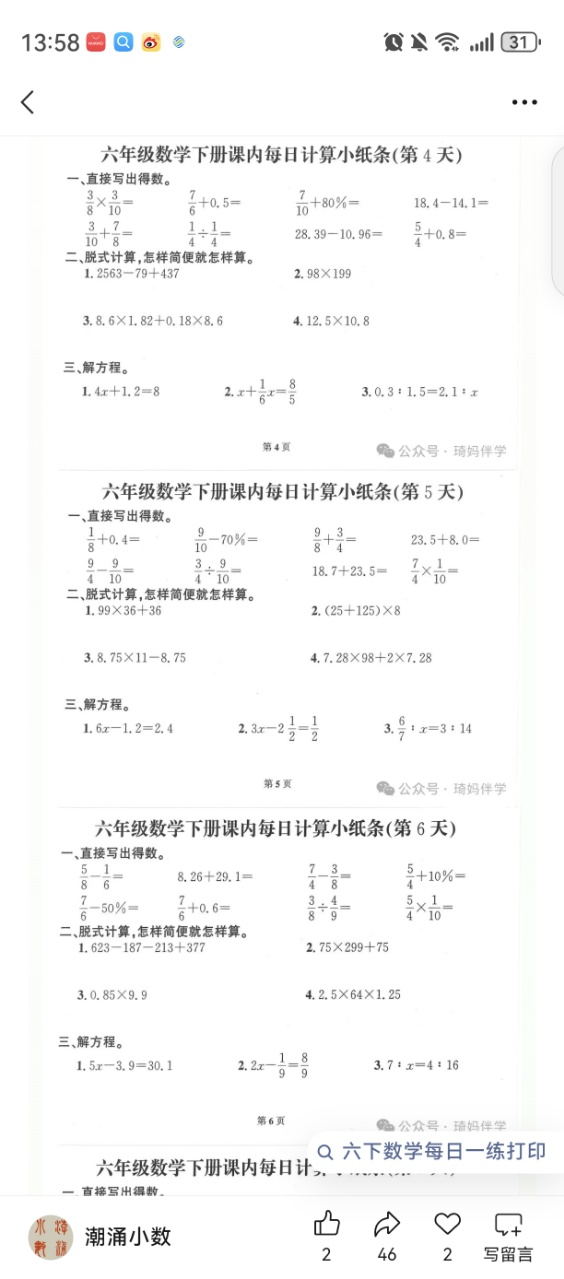 13:58
31
六年级数学下册课内每日计算小纸条(第 4 天)
一、直接写出得数。
3/8×3/10= 7/6+0.5= 7/10+80%= 18.4-14.1=
3/10+7/8= 1/4÷1/4= 28.39-10.96= 5/4+0.8=
二、脱式计算,怎样简便就怎样算。
1. 2563-79+437 2. 98×199
3. 8.6×1.82+0.18×8.6 4. 12.5×10.8
三、解方程。
1. 4x+1.2=8 2. x+1/6x=8/5 3. 0.3∶1.5=2.1∶x
第 4 页
公众号·琦妈伴学
六年级数学下册课内每日计算小纸条(第 5 天)
一、直接写出得数。
1/8+0.4= 9/10-70%= 9/8+3/4= 23.5+8.0=
9/4-9/10= 3/4÷9/10= 18.7+23.5= 7/4×1/10=
二、脱式计算,怎样简便就怎样算。
1. 99×36+36 2. (25+125)×8
3. 8.75×11-8.75 4. 7.28×98+2×7.28
三、解方程。
1. 6x-1.2=2.4 2. 3x-2 1/2=1/2 3. 6/7∶x=3∶14
第 5 页
公众号·琦妈伴学
六年级数学下册课内每日计算小纸条(第 6 天)
一、直接写出得数。
5/8-1/6= 8.26+29.1= 7/4-3/8= 5/4+10%=
7/6-50%= 7/6+0.6= 3/8÷4/9= 5/4×1/10=
二、脱式计算,怎样简便就怎样算。
1. 623-187-213+377 2. 75×299+75
3. 0.85×9.9 4. 2.5×64×1.25
三、解方程。
1. 5x-3.9=30.1 2. 2x-1/9=8/9 3. 7∶x=4∶16
第 6 页
公众号·琦妈伴学
六下数学每日一练打印
六年级数学下册课内每日计
一、直接写出得数。
潮涌小数
2
46
2
写留言